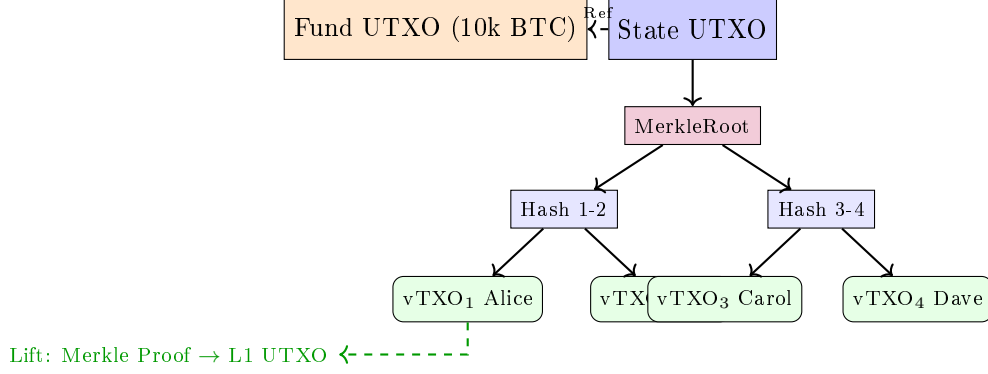 Fund UTXO (10k BTC)
Ref
State UTXO
MerkleRoot
Hash 1-2
Hash 3-4
vTXO₁ Alice
vTXO₃ Carol
vTXO₄ Dave
Lift: Merkle Proof → L1 UTXO